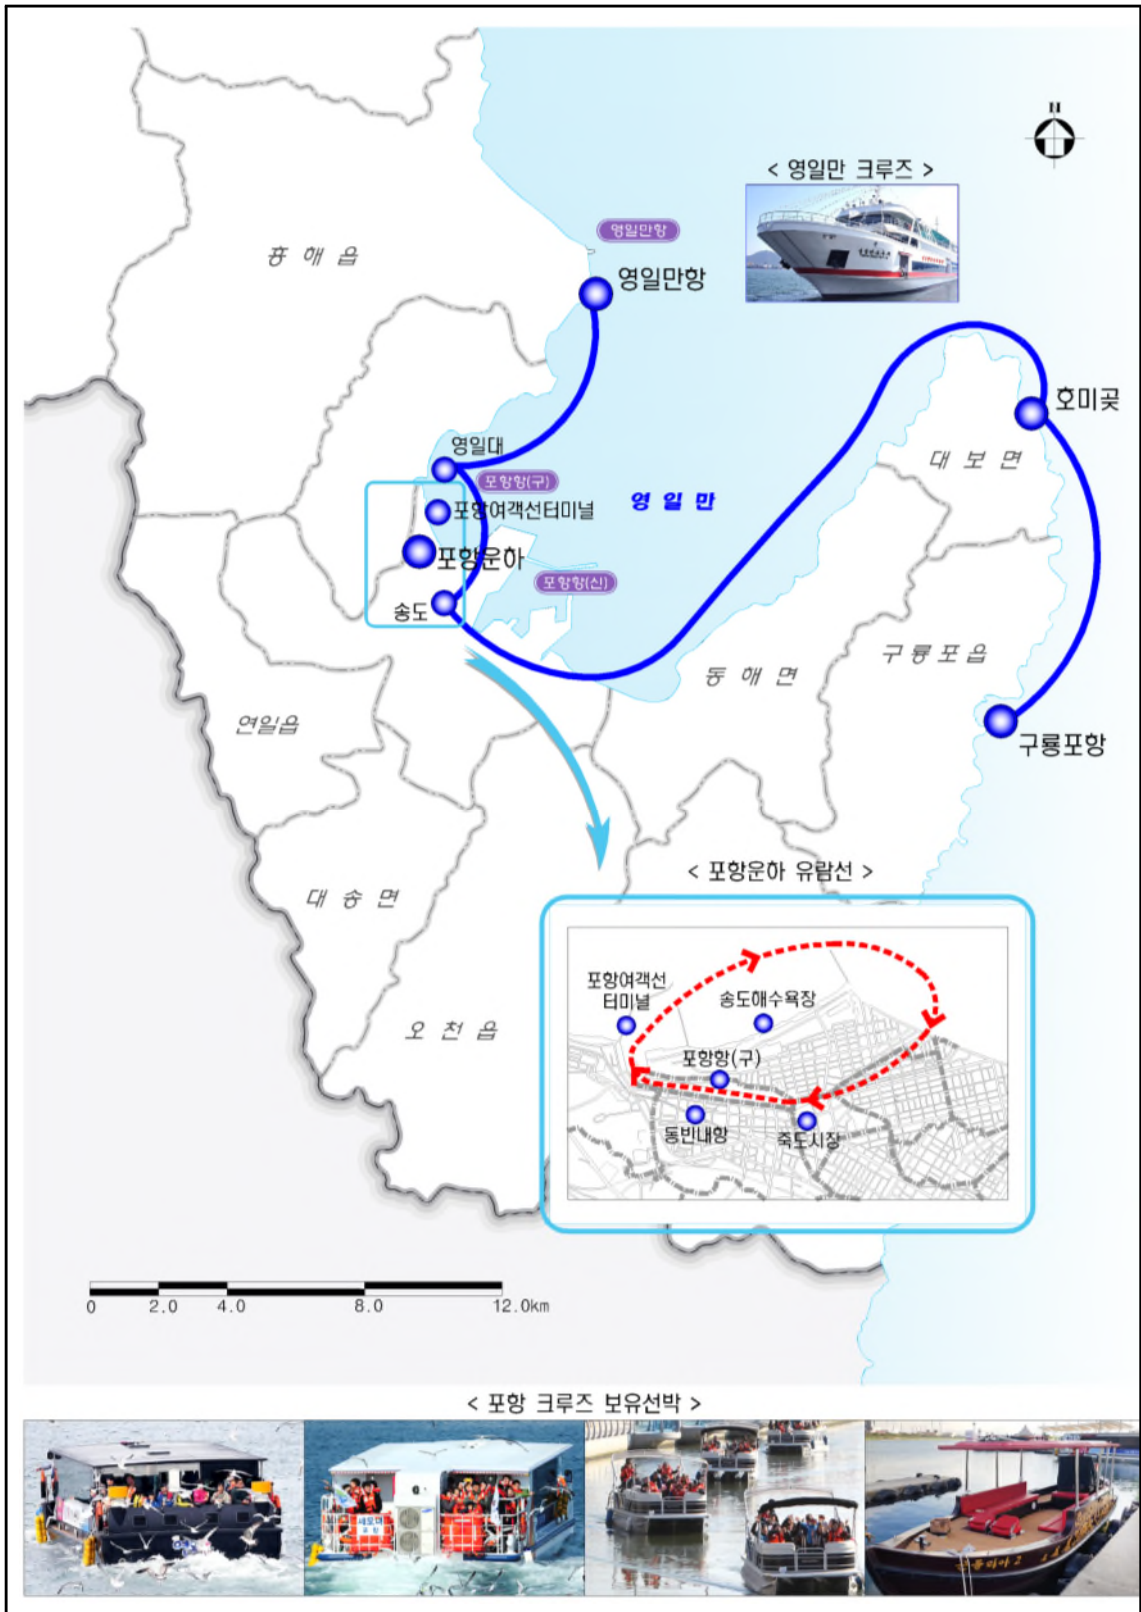 N
< 영일만 크루즈 >
영일만항
흥 해 읍
영일만항
호미곶
영일대
대 보 면
포항항(구)
영 일 만
포항여객선터미널
포항운하
포항항(신)
송도
구 룡 포 읍
동 해 면
연일읍
구룡포항
< 포항운하 유람선 >
대 송 면
포항여객선
터미널
송도해수욕장
오 천 읍
포항항(구)
동빈내항
죽도시장
0 2.0 4.0 8.0 12.0km
< 포항 크루즈 보유선박 >